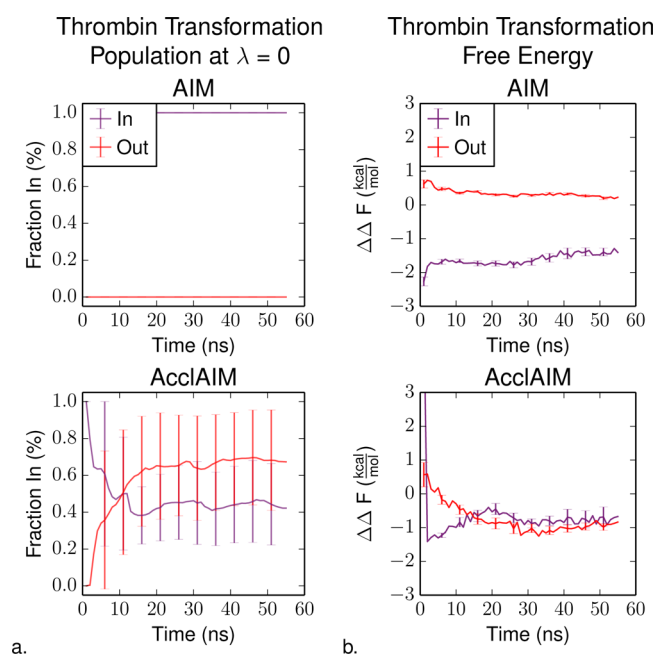 Thrombin Transformation
Population at λ = 0
AIM
1.0
0.8
0.6
0.4
0.2
0.0
Fraction In (%)
In
Out
0 10 20 30 40 50 60
Time (ns)
AcclAIM
1.0
0.8
0.6
0.4
0.2
0.0
Fraction In (%)
0 10 20 30 40 50 60
Time (ns)
a.
Thrombin Transformation
Free Energy
AIM
3
2
1
0
−1
−2
−3
ΔΔ F (kcal/mol)
In
Out
0 10 20 30 40 50 60
Time (ns)
AcclAIM
3
2
1
0
−1
−2
−3
ΔΔ F (kcal/mol)
0 10 20 30 40 50 60
Time (ns)
b.